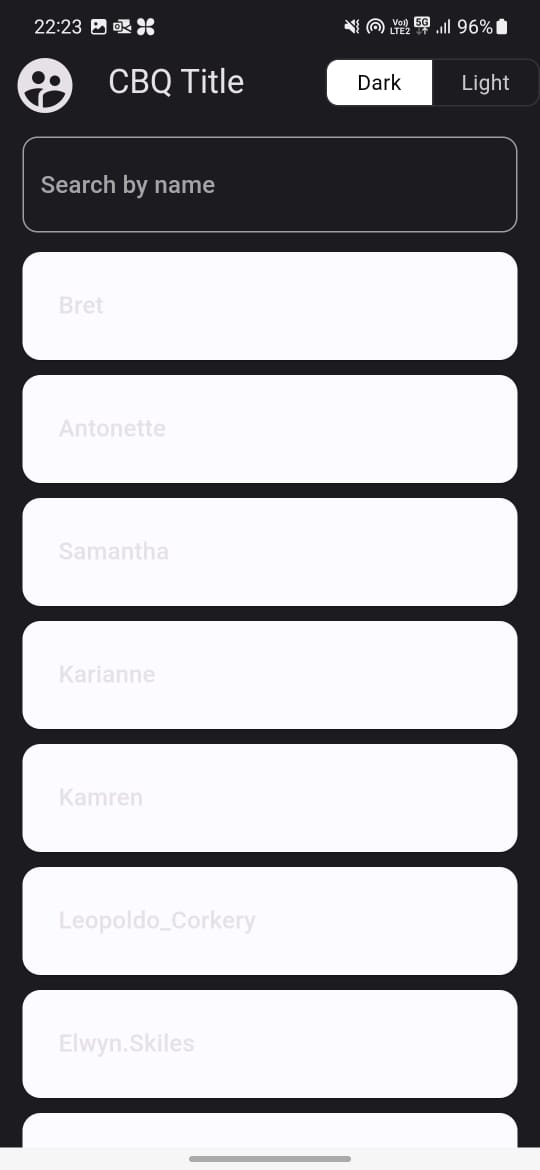 22:23 Vo)) LTE2 5G 96%
CBQ Title Dark Light
Search by name
Bret
Antonette
Samantha
Karianne
Kamren
Leopoldo_Corkery
Elwyn.Skiles